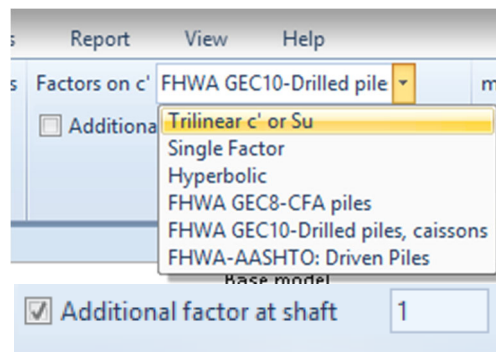 s Report View Help
s Factors on c' FHWA GEC10-Drilled pile m
Additiona
Trilinear c' or Su
Single Factor
Hyperbolic
FHWA GEC8-CFA piles
FHWA GEC10-Drilled piles, caissons
FHWA-AASHTO: Driven Piles
Base model
Additional factor at shaft 1